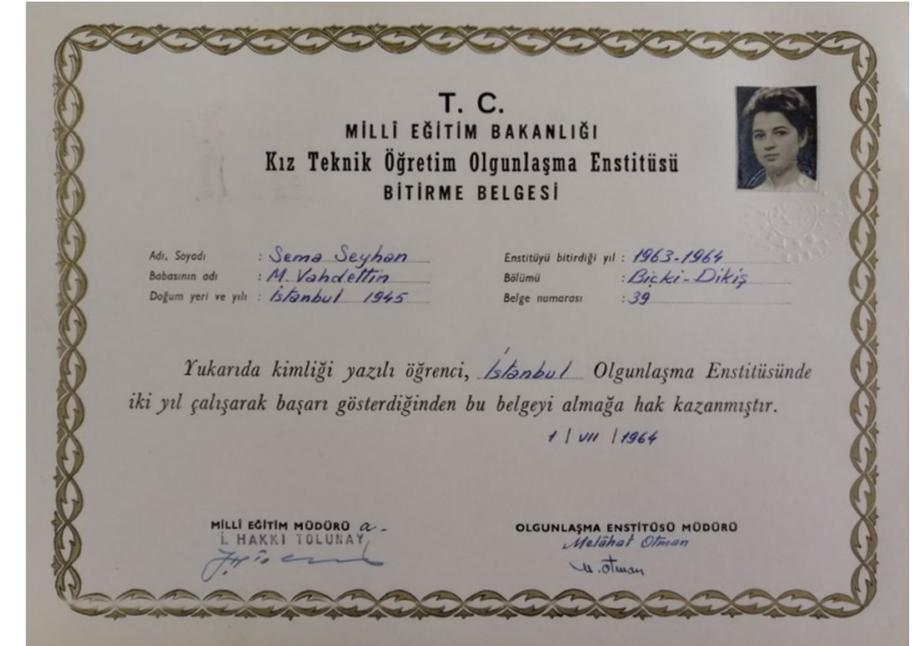 T. C.
MİLLÎ EĞİTİM BAKANLIĞI
Kız Teknik Öğretim Olgunlaşma Enstitüsü
BİTİRME BELGESİ
Adı, Soyadı : Sema Seyhan
Babasının adı : M. Vahdettin
Doğum yeri ve yılı : İstanbul 1945
Enstitüyü bitirdiği yıl : 1963-1964
Bölümü : Biçki-Dikiş
Belge numarası : 39
Yukarıda kimliği yazılı öğrenci, İstanbul Olgunlaşma Enstitüsünde
iki yıl çalışarak başarı gösterdiğinden bu belgeyi almağa hak kazanmıştır.
1 / VII / 1964
MİLLÎ EĞİTİM MÜDÜRÜ a.
İ. HAKKI TOLUNAY
OLGUNLAŞMA ENSTİTÜSÜ MÜDÜRÜ
Melâhat Otman
M. Otman